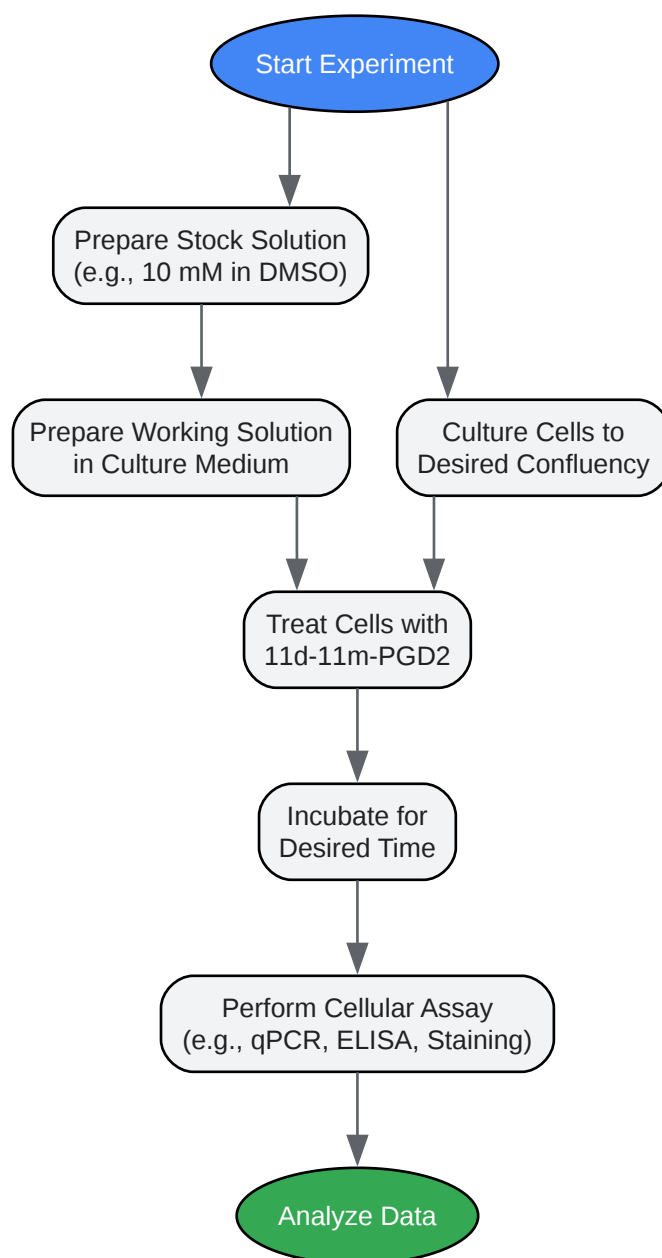 Start Experiment
Prepare Stock Solution
(e.g., 10 mM in DMSO)
Prepare Working Solution
in Culture Medium
Culture Cells to
Desired Confluency
Treat Cells with
11d-11m-PGD2
Incubate for
Desired Time
Perform Cellular Assay
(e.g., qPCR, ELISA, Staining)
Analyze Data